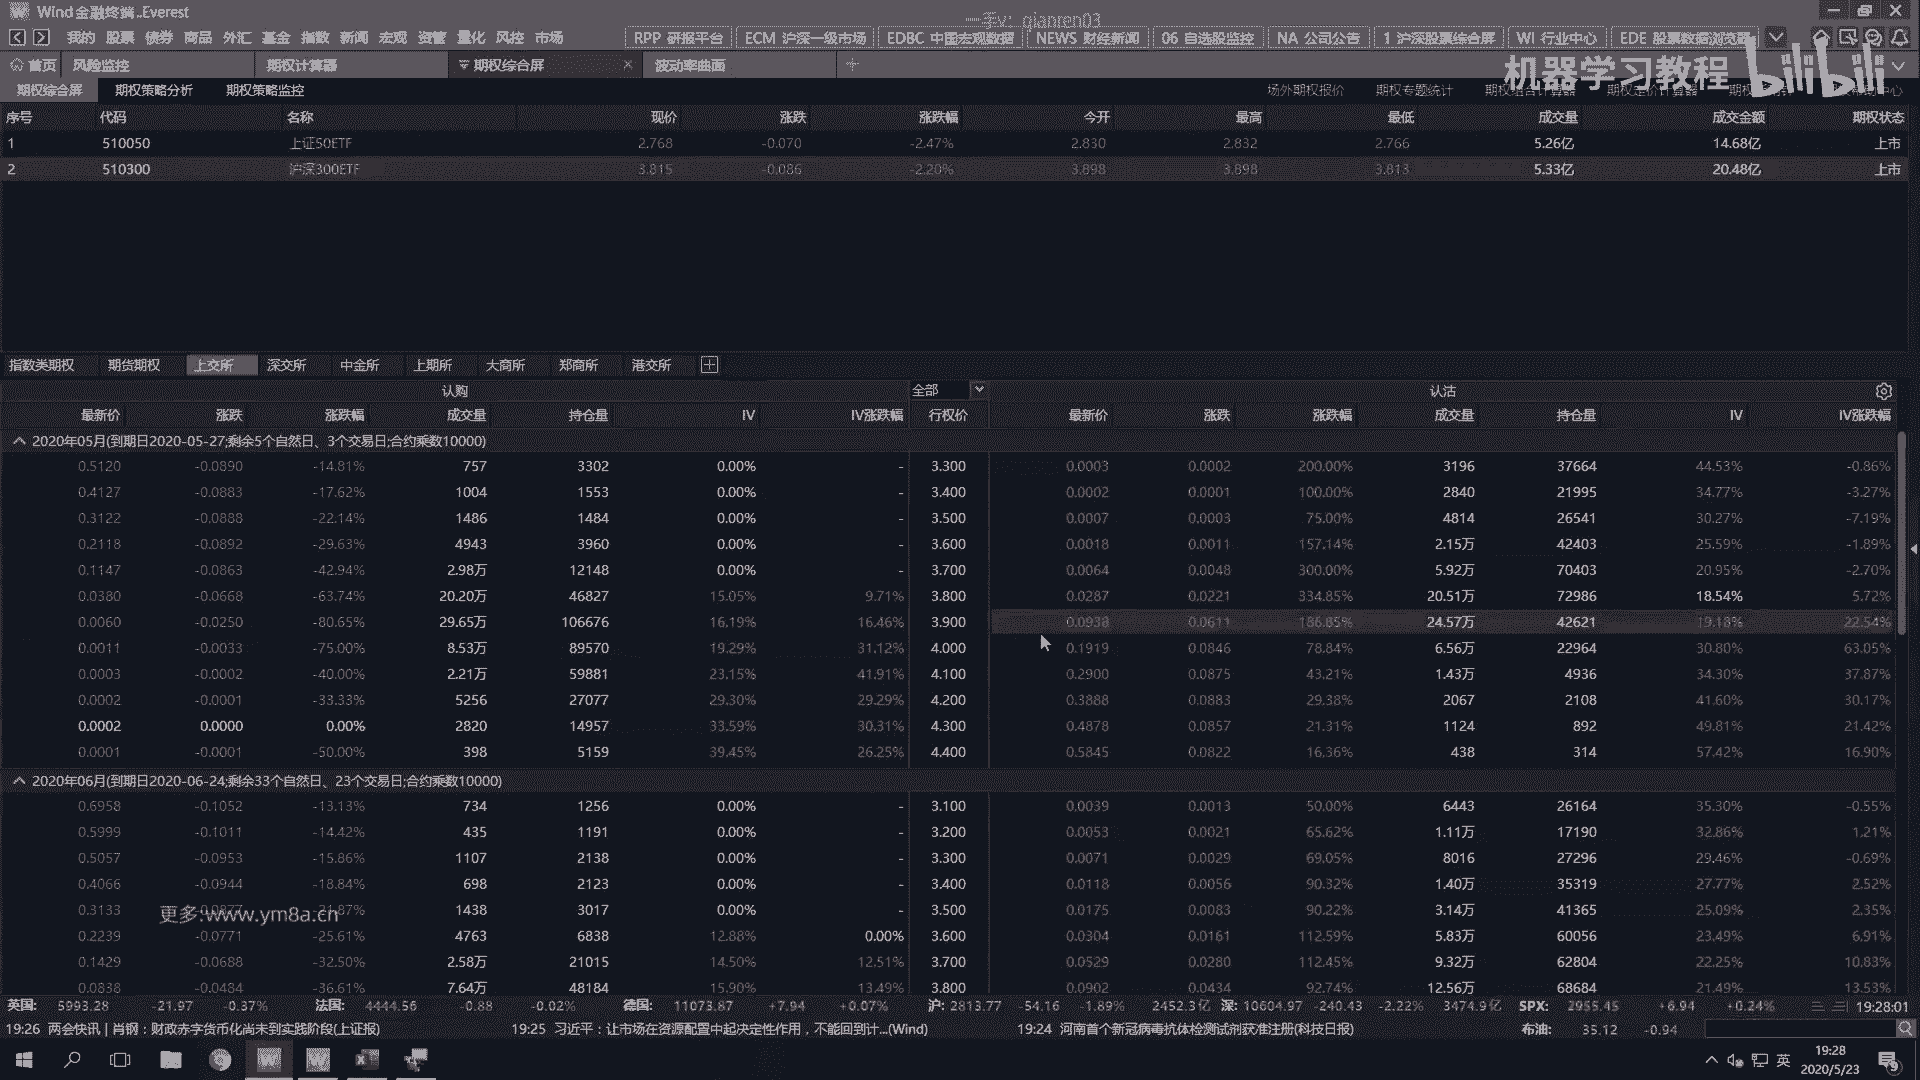 Wind金融终端..Everest
一手v：qianren03
我的 股票 债券 商品 外汇 基金 指数 新闻 宏观 资管 量化 风控 市场 RPP 研报平台 ECM 沪深一级市场 EDBC 中国宏观数据 NEWS 财经新闻 06 自选股监控 NA 公司公告 1 沪深股票综合屏 WI 行业中心 EDE 股票数据浏览器
首页 风险监控 期权计算器 期权综合屏 × 波动率曲面 +
机器学习教程 bilibili
期权综合屏 期权策略分析 期权策略监控 场外期权报价 期权专题统计
序号 代码 名称 现价 涨跌 涨跌幅 今开 最高 最低 成交量 成交金额 期权状态
1 510050 上证50ETF 2.768 -0.070 -2.47% 2.830 2.832 2.766 5.26亿 14.68亿 上市
2 510300 沪深300ETF 3.815 -0.086 -2.20% 3.898 3.898 3.813 5.33亿 20.48亿 上市
指数类期权 期货期权 上交所 深交所 中金所 上期所 大商所 郑商所 港交所
认购 全部 认沽
最新价 涨跌 涨跌幅 成交量 持仓量 IV IV涨跌幅 行权价 最新价 涨跌 涨跌幅 成交量 持仓量 IV IV涨跌幅
2020年05月(到期日2020-05-27;剩余5个自然日、3个交易日;合约乘数10000)
0.5120 -0.0890 -14.81% 757 3302 0.00% - 3.300 0.0003 0.0002 200.00% 3196 37664 44.53% -0.86%
0.4127 -0.0883 -17.62% 1004 1553 0.00% - 3.400 0.0002 0.0001 100.00% 2840 21995 34.77% -3.27%
0.3122 -0.0888 -22.14% 1486 1484 0.00% - 3.500 0.0007 0.0003 75.00% 4814 26541 30.27% -7.19%
0.2118 -0.0892 -29.63% 4943 3960 0.00% - 3.600 0.0018 0.0011 157.14% 2.15万 42403 25.59% -1.89%
0.1147 -0.0863 -42.94% 2.98万 12148 0.00% - 3.700 0.0064 0.0048 300.00% 5.92万 70403 20.95% -2.70%
0.0380 -0.0668 -63.74% 20.20万 46827 15.05% 9.71% 3.800 0.0287 0.0221 334.85% 20.51万 72986 18.54% 5.72%
0.0060 -0.0250 -80.65% 29.65万 106676 16.19% 16.46% 3.900 0.0938 0.0611 186.85% 24.57万 42621 19.18% 22.54%
0.0011 -0.0033 -75.00% 8.53万 89570 19.29% 31.12% 4.000 0.1919 0.0846 78.84% 6.56万 22964 30.80% 63.05%
0.0003 -0.0002 -40.00% 2.21万 59881 23.15% 41.91% 4.100 0.2900 0.0875 43.21% 1.43万 4936 34.30% 37.87%
0.0002 -0.0001 -33.33% 5256 27077 29.30% 29.29% 4.200 0.3888 0.0883 29.38% 2067 2108 41.60% 30.17%
0.0002 0.0000 0.00% 2820 14957 33.59% 30.31% 4.300 0.4878 0.0857 21.31% 1124 892 49.81% 21.42%
0.0001 -0.0001 -50.00% 398 5159 39.45% 26.25% 4.400 0.5845 0.0822 16.36% 438 314 57.42% 16.90%
2020年06月(到期日2020-06-24;剩余33个自然日、23个交易日;合约乘数10000)
0.6958 -0.1052 -13.13% 734 1256 0.00% - 3.100 0.0039 0.0013 50.00% 6443 26164 35.30% -0.55%
0.5999 -0.1011 -14.42% 435 1191 0.00% - 3.200 0.0053 0.0021 65.62% 1.11万 17190 32.86% 1.21%
0.5057 -0.0953 -15.86% 1107 2138 0.00% - 3.300 0.0071 0.0029 69.05% 8016 27296 29.46% -0.69%
0.4066 -0.0944 -18.84% 698 2123 0.00% - 3.400 0.0118 0.0056 90.32% 1.40万 35319 27.77% 2.52%
0.3133 1438 3017 0.00% - 3.500 0.0175 0.0083 90.22% 3.14万 41365 25.09% 2.35%
更多:www.ym8a.cn
0.2239 -0.0771 -25.61% 4763 6838 12.88% 0.00% 3.600 0.0304 0.0161 112.59% 5.83万 60056 23.49% 6.91%
0.1429 -0.0688 -32.50% 2.58万 21015 14.50% 12.51% 3.700 0.0529 0.0280 112.45% 9.32万 62804 22.25% 10.83%
0.0838 -0.0484 -36.61% 7.64万 48184 15.90% 13.49% 3.800 0.0902 0.0434 92.74% 12.56万 68684 21.49% 13.53%
英国: 5993.28 -21.97 -0.37% 法国: 4444.56 -0.88 -0.02% 德国: 11073.87 +7.94 +0.07% 沪: 2813.77 -54.16 -1.89% 2452.3亿 深: 10604.97 -240.43 -2.22% 3474.9亿 SPX: 2955.45 +6.94 +0.24% 19:28:01
19:26 两会快讯 | 肖钢：财政赤字货币化尚未到实践阶段(上证报) 19:25 习近平：让市场在资源配置中起决定性作用，不能回到计...(Wind) 19:24 河南首个新冠病毒抗体检测试剂获准注册(科技日报) 布油: 35.12 -0.94
英 19:28
2020/5/23